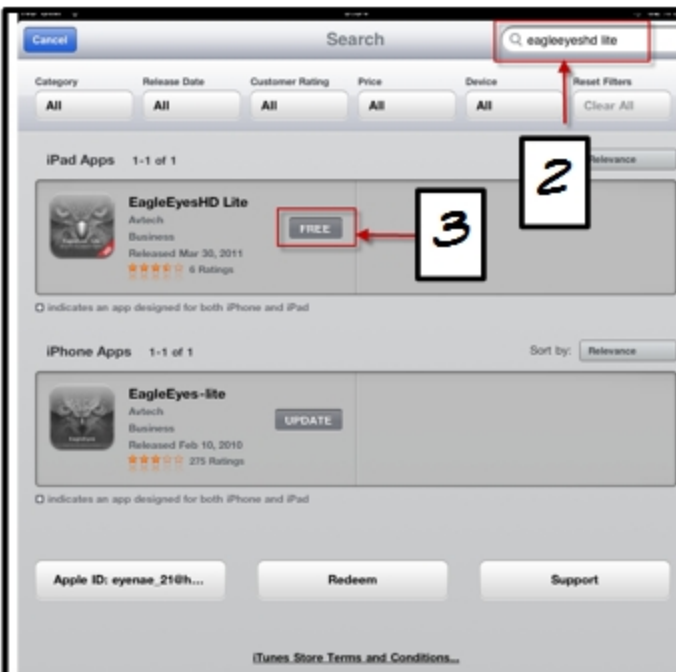 Cancel Search eagleeyeshd lite
Category Release Date Customer Rating Price Device Reset Filters
All All All All All Clear All
2
iPad Apps 1-1 of 1 Relevance
EagleEyesHD Lite
Avtech
FREE
3
Business
Released Mar 30, 2011
6 Ratings
indicates an app designed for both iPhone and iPad
iPhone Apps 1-1 of 1 Sort by: Relevance
EagleEyes-lite
Avtech
UPDATE
Business
Released Feb 10, 2010
275 Ratings
indicates an app designed for both iPhone and iPad
Apple ID: eyenae_21@h... Redeem Support
iTunes Store Terms and Conditions...